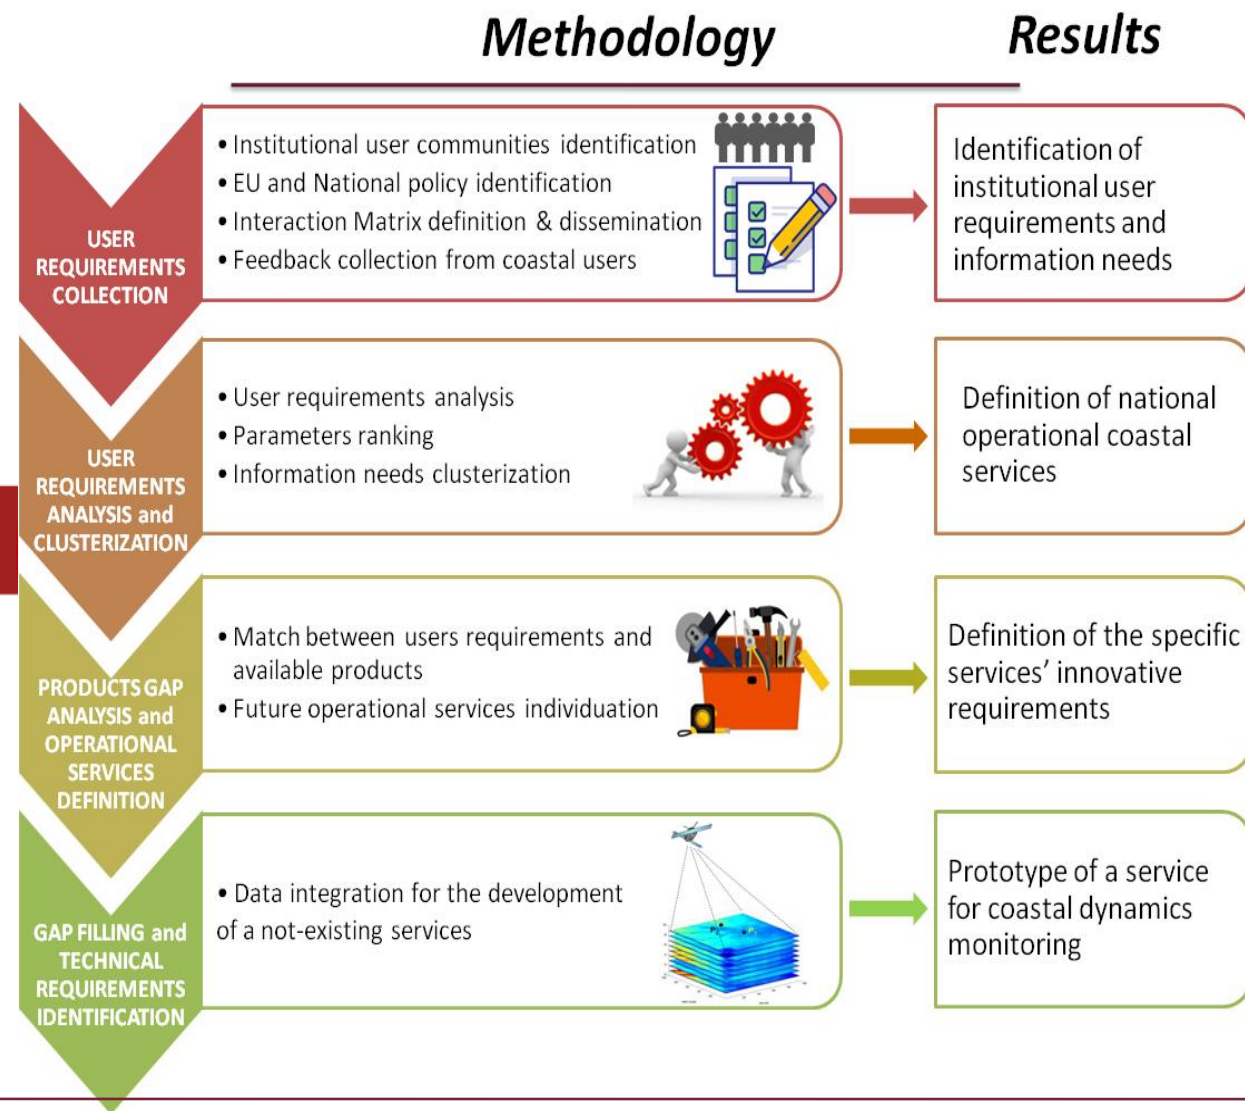 Methodology
Results
USER
REQUIREMENTS
COLLECTION
• Institutional user communities identification
• EU and National policy identification
• Interaction Matrix definition & dissemination
• Feedback collection from coastal users
Identification of
institutional user
requirements and
information needs
USER
REQUIREMENTS
ANALYSIS and
CLUSTERIZATION
• User requirements analysis
• Parameters ranking
• Information needs clusterization
Definition of national
operational coastal
services
PRODUCTS GAP
ANALYSIS and
OPERATIONAL
SERVICES
DEFINITION
• Match between users requirements and
available products
• Future operational services individuation
Definition of the specific
services’ innovative
requirements
GAP FILLING and
TECHNICAL
REQUIREMENTS
IDENTIFICATION
• Data integration for the development
of a not-existing services
Prototype of a service
for coastal dynamics
monitoring